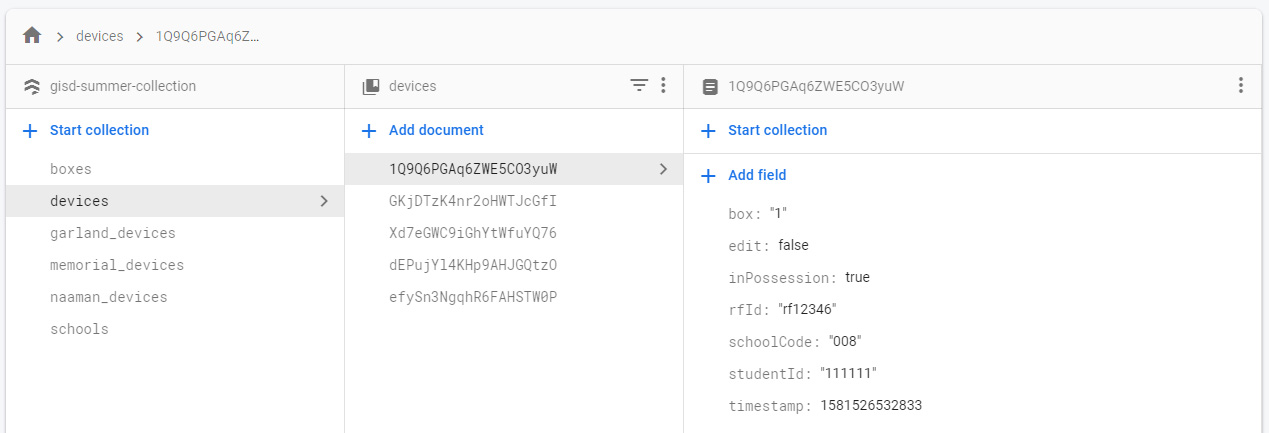 devices 1Q9Q6PGAq6Z...
gisd-summer-collection
Start collection
boxes
devices
garland_devices
memorial_devices
naaman_devices
schools
devices
Add document
1Q9Q6PGAq6ZWE5CO3yuW
GKjDTzK4nr2oHWTJcGfI
Xd7eGWC9iGhYtWfuYQ76
dEPujYl4KHp9AHJGQtzO
efySn3NgqhR6FAHSTW0P
1Q9Q6PGAq6ZWE5CO3yuW
Start collection
Add field
box: "1"
edit: false
inPossession: true
rfId: "rf12346"
schoolCode: "008"
studentId: "111111"
timestamp: 1581526532833